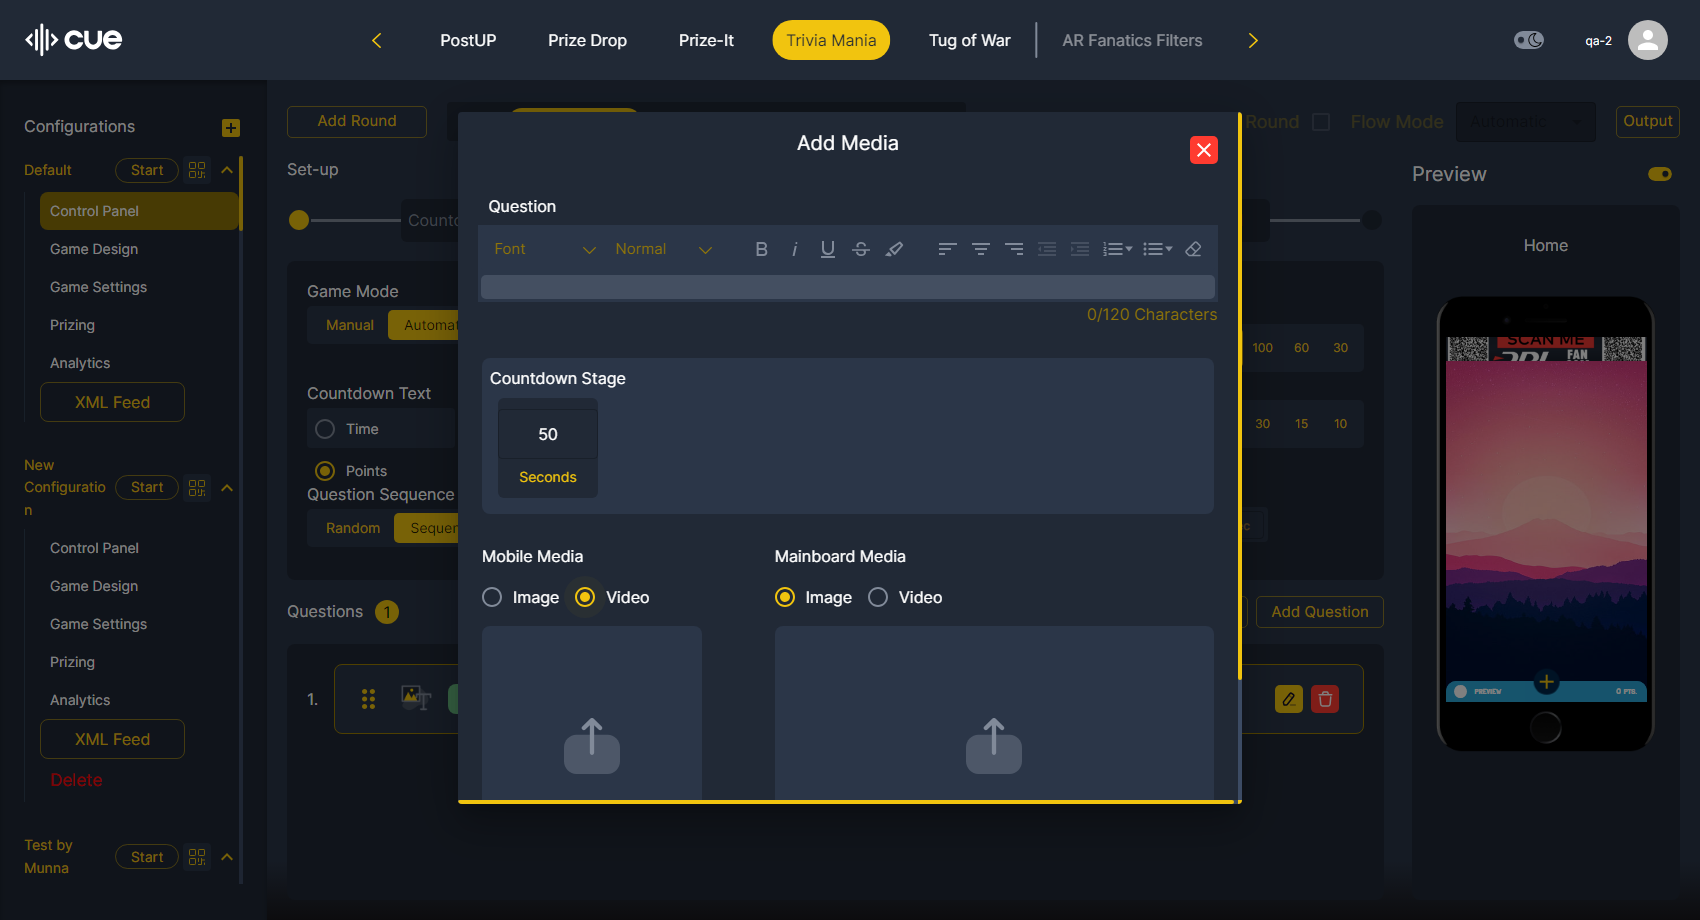 cue
PostUP
Prize Drop
Prize-It
Trivia Mania
Tug of War
AR Fanatics Filters
qa-2
Configurations
Default
Start
Control Panel
Game Design
Game Settings
Prizing
Analytics
XML Feed
New
Configuratio
n
Start
Control Panel
Game Design
Game Settings
Prizing
Analytics
XML Feed
Delete
Test by
Munna
Start
Add Round
Round
Flow Mode
Automatic
Output
Set-up
Game Mode
Manual
Countdown Text
Time
Points
Question Sequence
Random
100 60 30
30 15 10
Questions 1
Add Question
1.
Add Media
Question
Font
Normal
B i U S
0/120 Characters
Countdown Stage
50
Seconds
Mobile Media
Image
Video
Mainboard Media
Image
Video
Preview
Home
SCAN ME
FAN
PREVIEW
0 PTS.